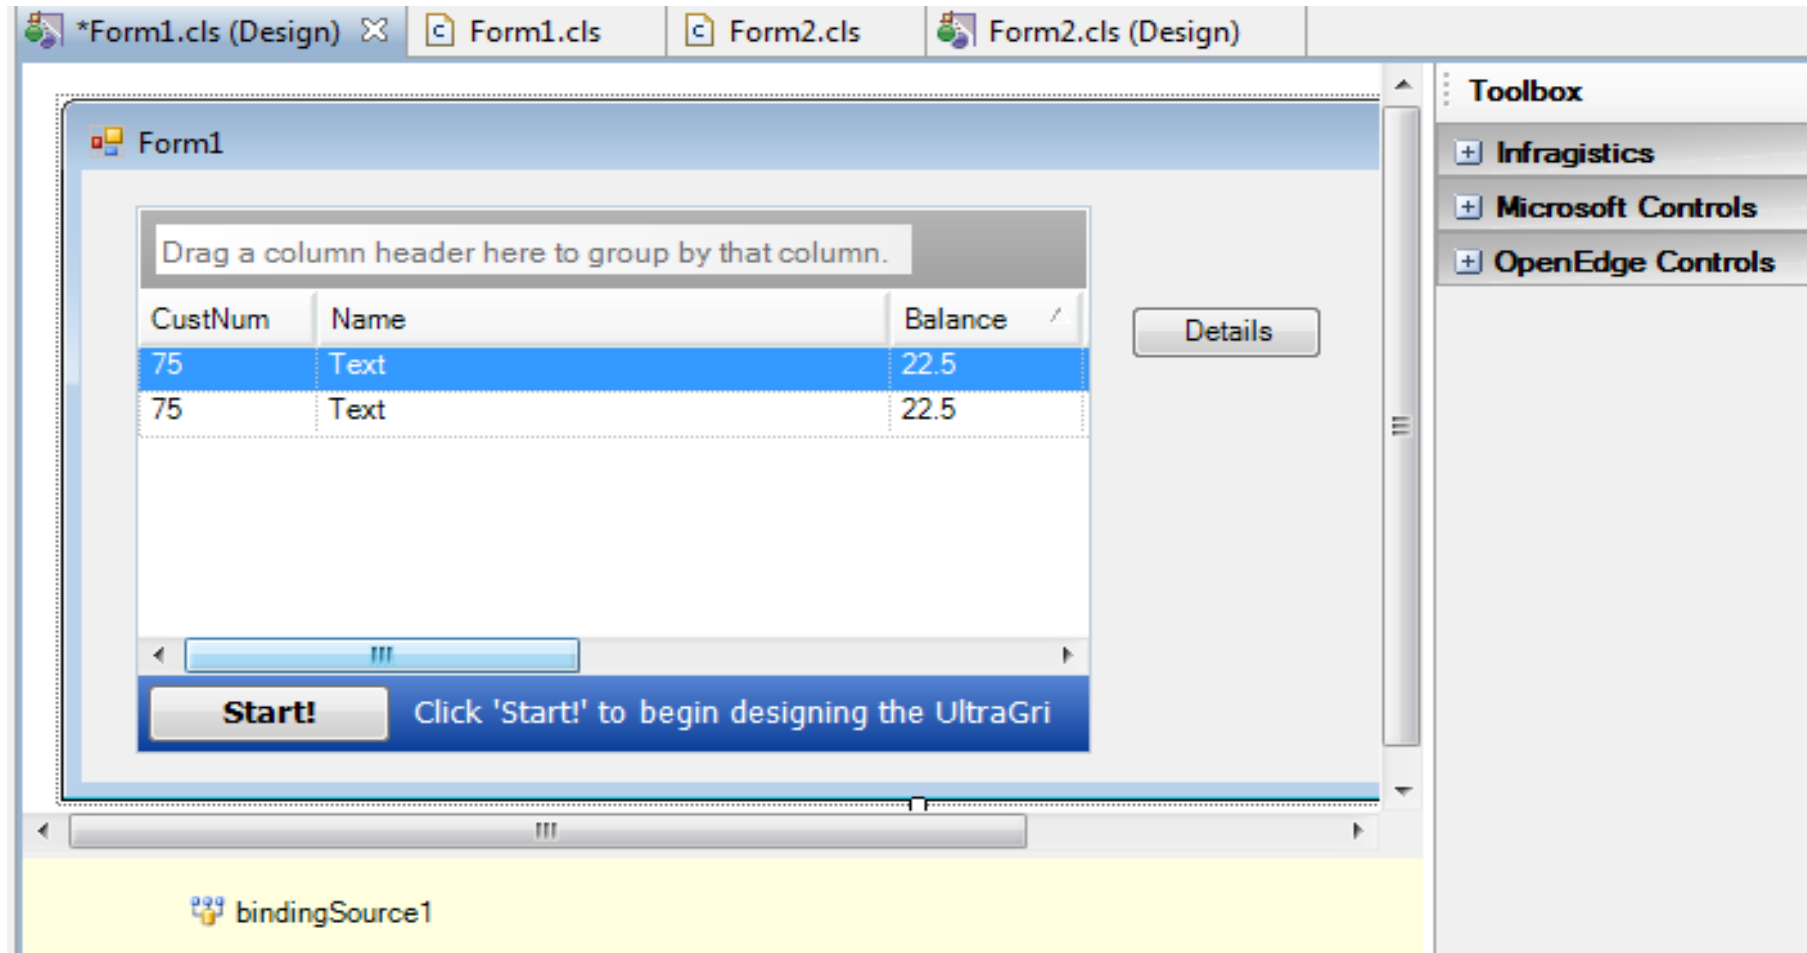 *Form1.cls (Design) Form1.cls Form2.cls Form2.cls (Design)
Toolbox
Form1
Infragistics
Microsoft Controls
OpenEdge Controls
Drag a column header here to group by that column.
CustNum Name Balance
Details
75 Text 22.5
75 Text 22.5
Start! Click 'Start!' to begin designing the UltraGri
bindingSource1